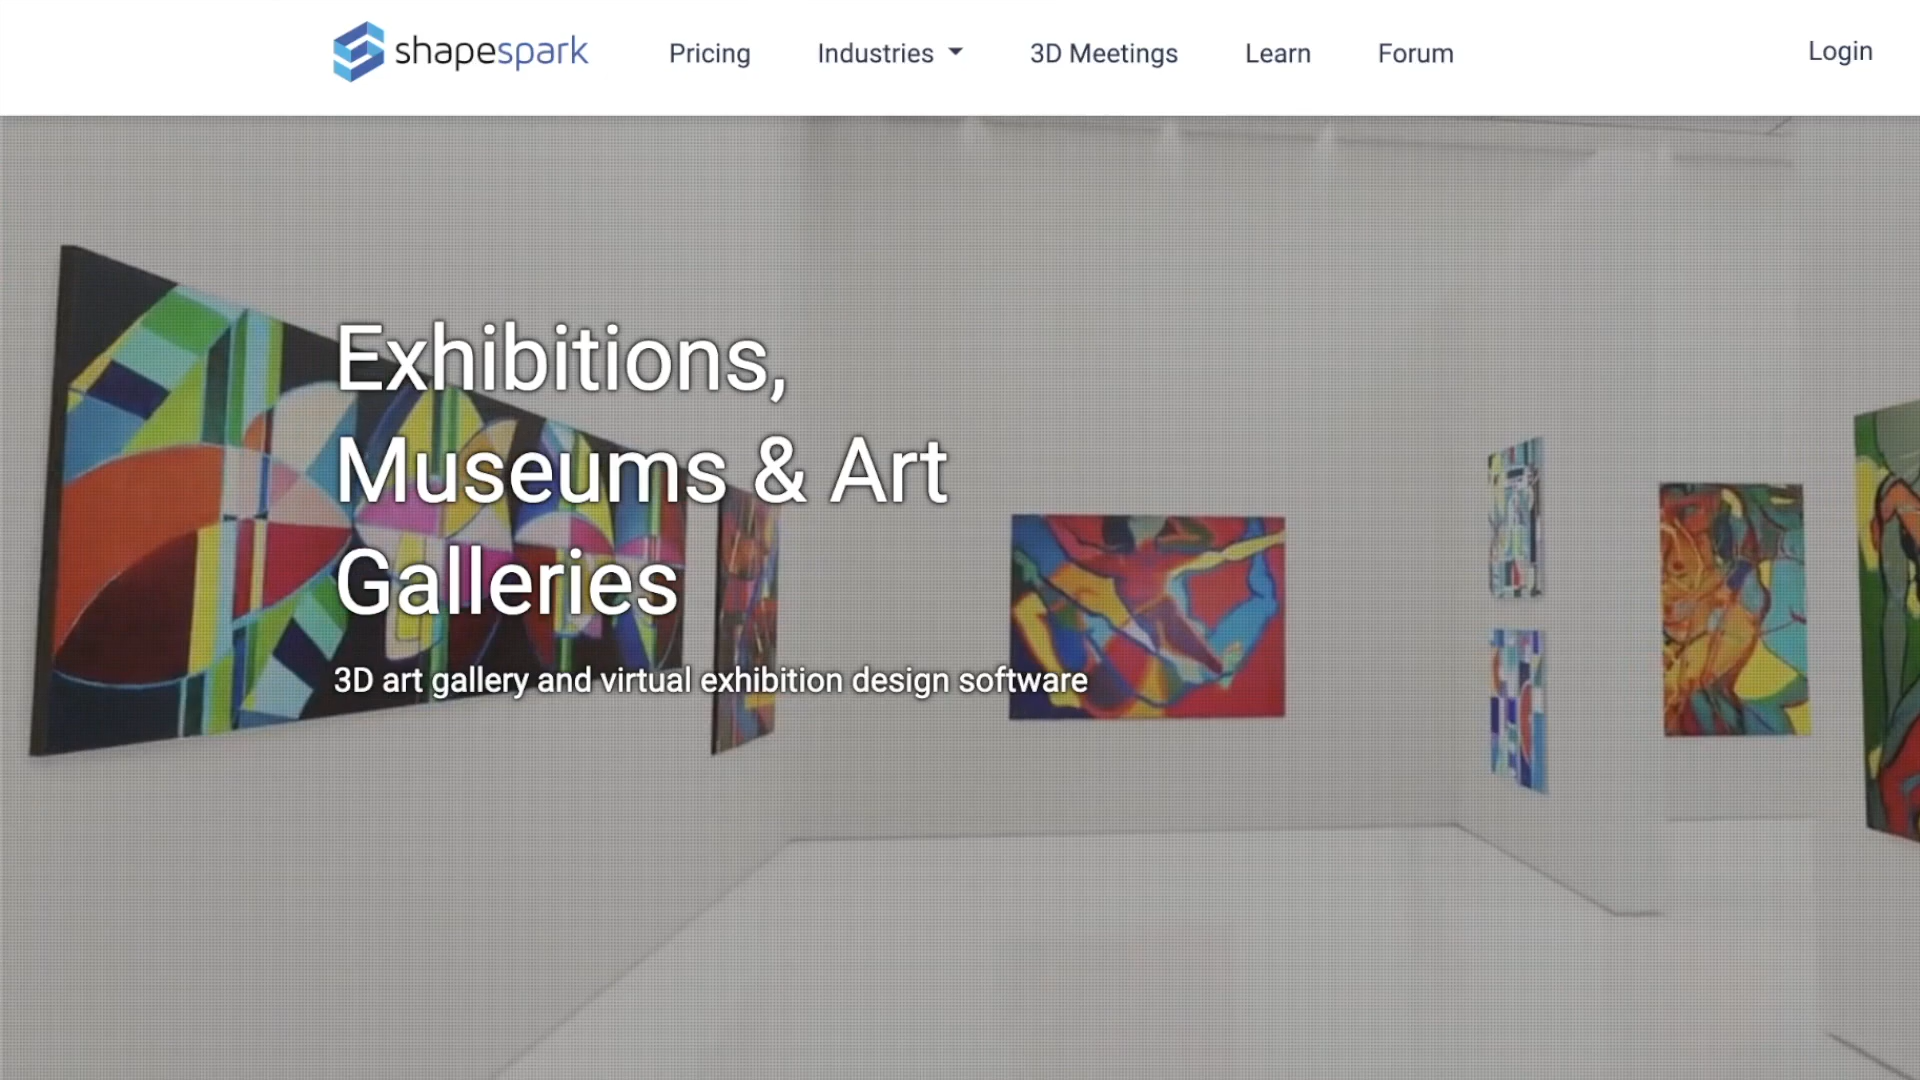 shapespark
Pricing
Industries
3D Meetings
Learn
Forum
Login
Exhibitions,
Museums & Art
Galleries
3D art gallery and virtual exhibition design software